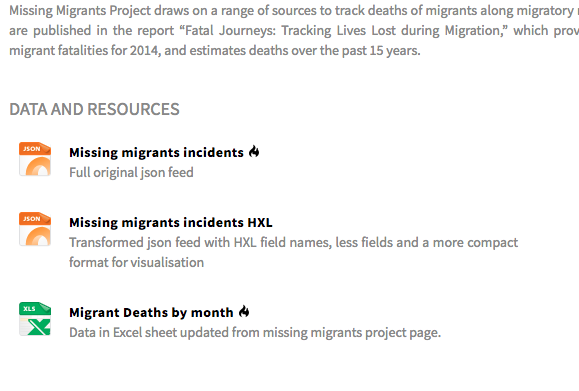 Missing Migrants Project draws on a range of sources to track deaths of migrants along migratory
are published in the report “Fatal Journeys: Tracking Lives Lost during Migration,” which
migrant fatalities for 2014, and estimates deaths over the past 15 years.
DATA AND RESOURCES
JSON
Missing migrants incidents
Full original json feed
JSON
Missing migrants incidents HXL
Transformed json feed with HXL field names, less fields and a more compact
format for visualisation
XLS
Migrant Deaths by month
Data in Excel sheet updated from missing migrants project page.